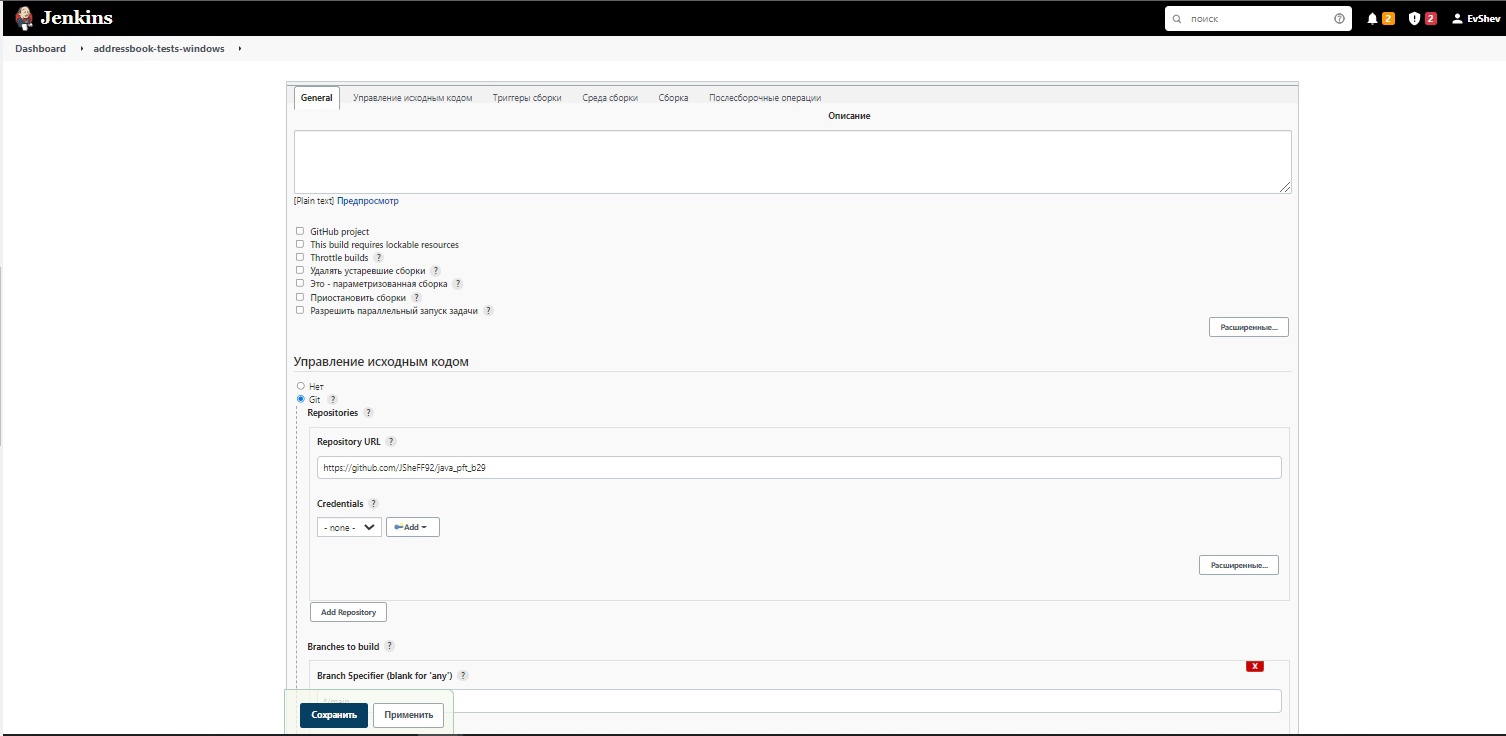 Jenkins
поиск
2
2
EvShev
Dashboard
addressbook-tests-windows
General
Управление исходным кодом
Триггеры сборки
Среда сборки
Сборка
Послесборочные операции
Описание
[Plain text] Предпросмотр
GitHub project
This build requires lockable resources
Throttle builds ?
Удалять устаревшие сборки ?
Это - параметризованная сборка ?
Приостановить сборки ?
Разрешить параллельный запуск задачи ?
Расширенные...
Управление исходным кодом
Нет
Git ?
Repositories ?
Repository URL ?
https://github.com/JSheFF92/java_pft_b29
Credentials ?
- none -
Add
Расширенные...
Add Repository
Branches to build ?
X
Branch Specifier (blank for 'any') ?
*/main
Сохранить
Применить